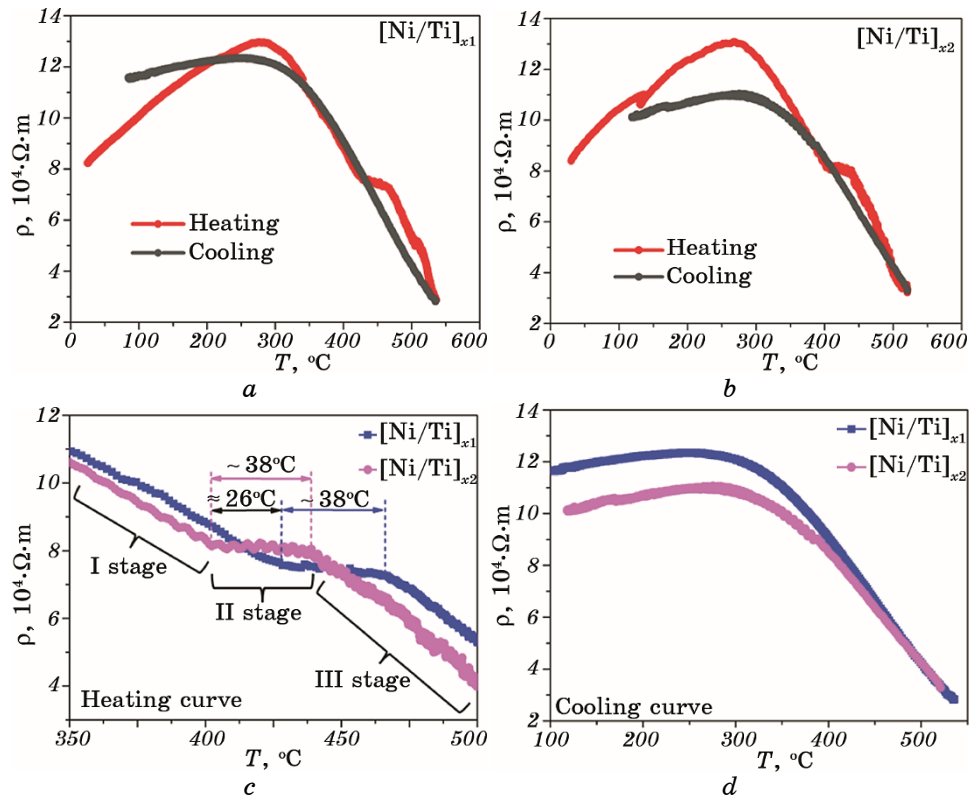 [Ni/Ti]x1
ρ, 10⁴·Ω·m
14
12
10
8
6
4
2
Heating
Cooling
0 100 200 300 400 500 600
T, °C
a
[Ni/Ti]x2
ρ, 10⁴·Ω·m
14
12
10
8
6
4
2
Heating
Cooling
0 100 200 300 400 500 600
T, °C
b
[Ni/Ti]x1
[Ni/Ti]x2
ρ, 10⁴·Ω·m
12
10
8
6
4
~38°C
≈26°C
~38°C
I stage
II stage
III stage
Heating curve
350 400 450 500
T, °C
c
[Ni/Ti]x1
[Ni/Ti]x2
ρ, 10⁴·Ω·m
14
12
10
8
6
4
2
Cooling curve
100 200 300 400 500
T, °C
d